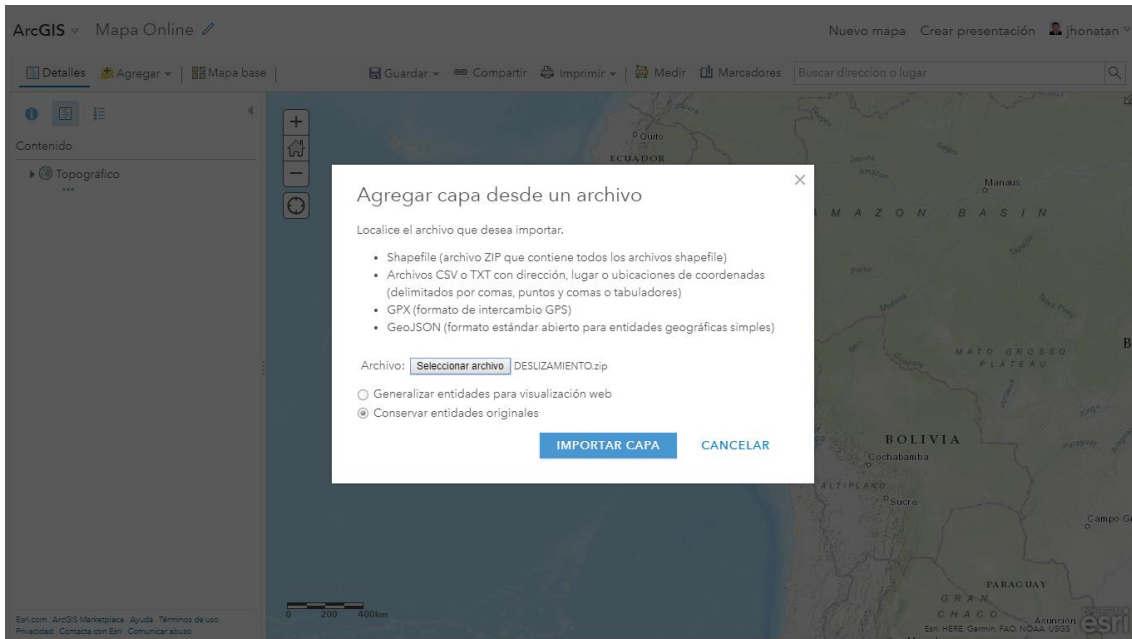 ArcGIS Mapa Online
Nuevo mapa Crear presentación jhonatan
Detalles Agregar Mapa base
Guardar Compartir Imprimir Medir Marcadores Buscar dirección o lugar
Contenido
Topográfico
Quito
ECUADOR
Manaus
AMAZON BASIN
Agregar capa desde un archivo
Localice el archivo que desea importar.
Shapefile (archivo ZIP que contiene todos los archivos shapefile)
Archivos CSV o TXT con dirección, lugar o ubicaciones de coordenadas
(delimitados por comas, puntos y comas o tabuladores)
GPX (formato de intercambio GPS)
GeoJSON (formato estándar abierto para entidades geográficas simples)
Archivo: Seleccionar archivo DESLIZAMIENTO.zip
Generalizar entidades para visualización web
Conservar entidades originales
IMPORTAR CAPA CANCELAR
MATO GROSSO
PLATEAU
BOLIVIA
Cochabamba
ALTIPLANO
Sucre
PARAGUAY
GRAN
CHACO
Asunción
0 200 400km
Esri.com ArcGIS Marketplace Ayuda Términos de uso
Privacidad Contacta con Esri Comunicar abuso
Esri, HERE, Garmin, FAO, NOAA, USGS
esri